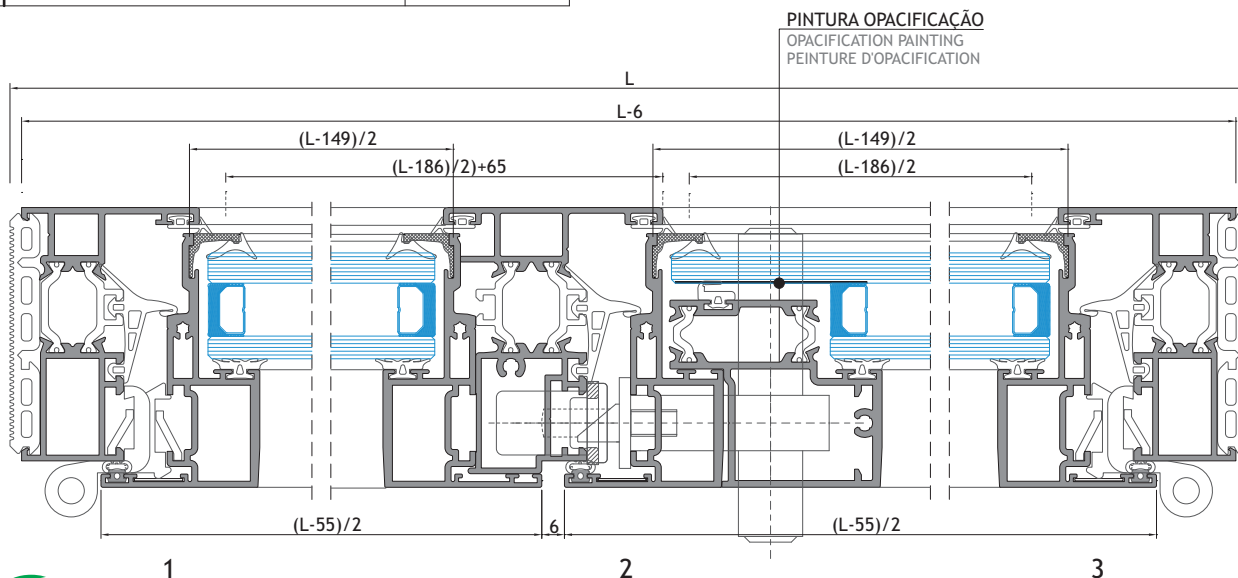 PINTURA OPACIFICAÇÃO
OPACIFICATION PAINTING
PEINTURE D'OPACIFICATION
L
L-6
(L-149)/2
(L-149)/2
(L-186)/2)+65
(L-186)/2
(L-55)/2
6
(L-55)/2
1
2
3